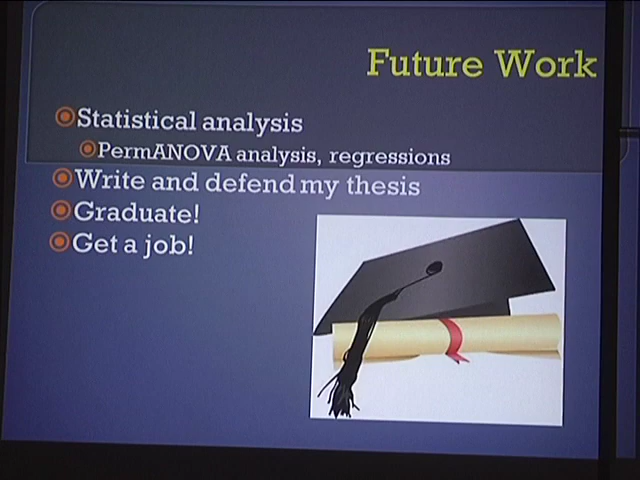 Future Work
Statistical analysis
PermANOVA analysis, regressions
Write and defend my thesis
Graduate!
Get a job!